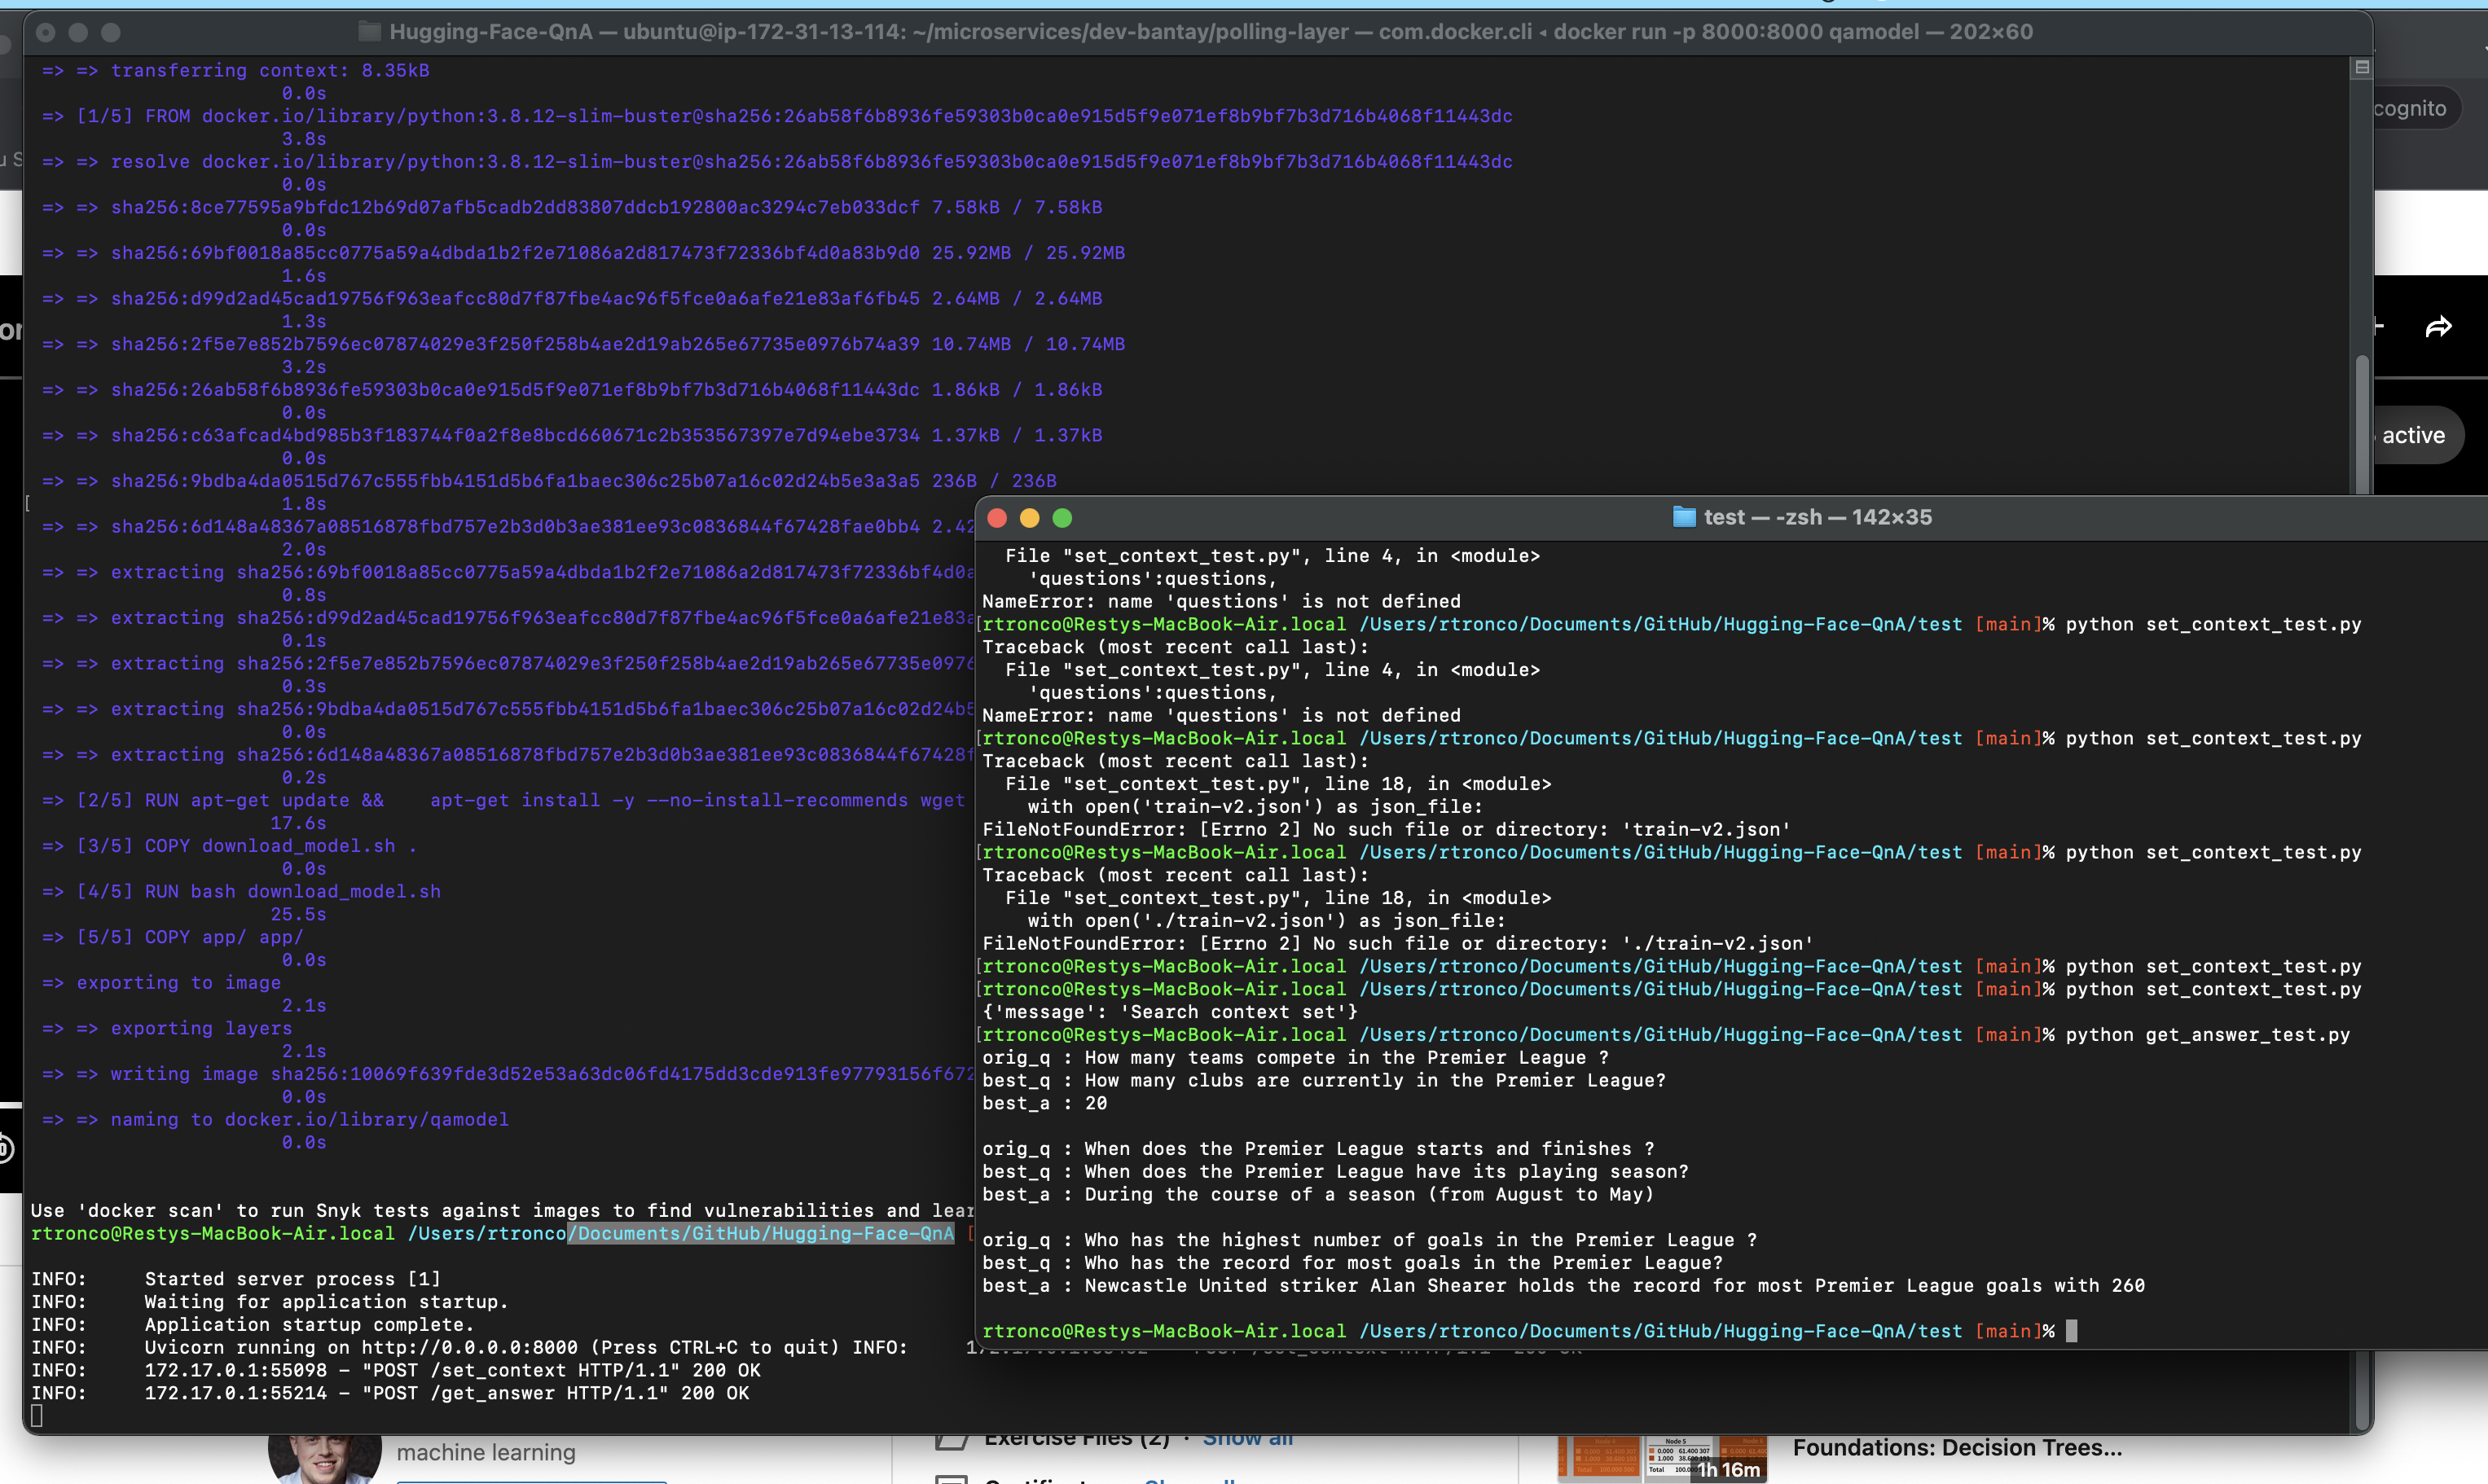 Hugging-Face-QnA — ubuntu@ip-172-31-13-114: ~/microservices/dev-bantay/polling-layer — com.docker.cli ◂ docker run -p 8000:8000 qamodel — 202×60
=> => transferring context: 8.35kB
0.0s
=> [1/5] FROM docker.io/library/python:3.8.12-slim-buster@sha256:26ab58f6b8936fe59303b0ca0e915d5f9e071ef8b9bf7b3d716b4068f11443dc
3.8s
=> => resolve docker.io/library/python:3.8.12-slim-buster@sha256:26ab58f6b8936fe59303b0ca0e915d5f9e071ef8b9bf7b3d716b4068f11443dc
0.0s
=> => sha256:8ce77595a9bfdc12b69d07afb5cadb2dd83807ddcb192800ac3294c7eb033dcf 7.58kB / 7.58kB
0.0s
=> => sha256:69bf0018a85cc0775a59a4dbda1b2f2e71086a2d817473f72336bf4d0a83b9d0 25.92MB / 25.92MB
1.6s
=> => sha256:d99d2ad45cad19756f963eafcc80d7f87fbe4ac96f5fce0a6afe21e83af6fb45 2.64MB / 2.64MB
1.3s
=> => sha256:2f5e7e852b7596ec07874029e3f250f258b4ae2d19ab265e67735e0976b74a39 10.74MB / 10.74MB
3.2s
=> => sha256:26ab58f6b8936fe59303b0ca0e915d5f9e071ef8b9bf7b3d716b4068f11443dc 1.86kB / 1.86kB
0.0s
=> => sha256:c63afcad4bd985b3f183744f0a2f8e8bcd660671c2b353567397e7d94ebe3734 1.37kB / 1.37kB
0.0s
=> => sha256:9bdba4da0515d767c555fbb4151d5b6fa1baec306c25b07a16c02d24b5e3a3a5 236B / 236B
1.8s
=> => sha256:6d148a48367a08516878fbd757e2b3d0b3ae381ee93c0836844f67428fae0bb4 2.42
2.0s
=> => extracting sha256:69bf0018a85cc0775a59a4dbda1b2f2e71086a2d817473f72336bf4d0a
0.8s
=> => extracting sha256:d99d2ad45cad19756f963eafcc80d7f87fbe4ac96f5fce0a6afe21e83a
0.1s
=> => extracting sha256:2f5e7e852b7596ec07874029e3f250f258b4ae2d19ab265e67735e0976
0.3s
=> => extracting sha256:9bdba4da0515d767c555fbb4151d5b6fa1baec306c25b07a16c02d24b5
0.0s
=> => extracting sha256:6d148a48367a08516878fbd757e2b3d0b3ae381ee93c0836844f67428f
0.2s
=> [2/5] RUN apt-get update &&    apt-get install -y --no-install-recommends wget
17.6s
=> [3/5] COPY download_model.sh .
0.0s
=> [4/5] RUN bash download_model.sh
25.5s
=> [5/5] COPY app/ app/
0.0s
=> exporting to image
2.1s
=> => exporting layers
2.1s
=> => writing image sha256:10069f639fde3d52e53a63dc06fd4175dd3cde913fe97793156f672
0.0s
=> => naming to docker.io/library/qamodel
0.0s
Use 'docker scan' to run Snyk tests against images to find vulnerabilities and lear
rtronco@Restys-MacBook-Air.local /Users/rtronco/Documents/GitHub/Hugging-Face-QnA [
INFO:     Started server process [1]
INFO:     Waiting for application startup.
INFO:     Application startup complete.
INFO:     Uvicorn running on http://0.0.0.0:8000 (Press CTRL+C to quit) INFO:
INFO:     172.17.0.1:55098 – "POST /set_context HTTP/1.1" 200 OK
INFO:     172.17.0.1:55214 – "POST /get_answer HTTP/1.1" 200 OK
test — -zsh — 142×35
File "set_context_test.py", line 4, in <module>
'questions':questions,
NameError: name 'questions' is not defined
[rtronco@Restys-MacBook-Air.local /Users/rtronco/Documents/GitHub/Hugging-Face-QnA/test [main]% python set_context_test.py
Traceback (most recent call last):
File "set_context_test.py", line 4, in <module>
'questions':questions,
NameError: name 'questions' is not defined
[rtronco@Restys-MacBook-Air.local /Users/rtronco/Documents/GitHub/Hugging-Face-QnA/test [main]% python set_context_test.py
Traceback (most recent call last):
File "set_context_test.py", line 18, in <module>
with open('train-v2.json') as json_file:
FileNotFoundError: [Errno 2] No such file or directory: 'train-v2.json'
[rtronco@Restys-MacBook-Air.local /Users/rtronco/Documents/GitHub/Hugging-Face-QnA/test [main]% python set_context_test.py
Traceback (most recent call last):
File "set_context_test.py", line 18, in <module>
with open('./train-v2.json') as json_file:
FileNotFoundError: [Errno 2] No such file or directory: './train-v2.json'
[rtronco@Restys-MacBook-Air.local /Users/rtronco/Documents/GitHub/Hugging-Face-QnA/test [main]% python set_context_test.py
[rtronco@Restys-MacBook-Air.local /Users/rtronco/Documents/GitHub/Hugging-Face-QnA/test [main]% python set_context_test.py
{'message': 'Search context set'}
[rtronco@Restys-MacBook-Air.local /Users/rtronco/Documents/GitHub/Hugging-Face-QnA/test [main]% python get_answer_test.py
orig_q : How many teams compete in the Premier League ?
best_q : How many clubs are currently in the Premier League?
best_a : 20
orig_q : When does the Premier League starts and finishes ?
best_q : When does the Premier League have its playing season?
best_a : During the course of a season (from August to May)
orig_q : Who has the highest number of goals in the Premier League ?
best_q : Who has the record for most goals in the Premier League?
best_a : Newcastle United striker Alan Shearer holds the record for most Premier League goals with 260
rtronco@Restys-MacBook-Air.local /Users/rtronco/Documents/GitHub/Hugging-Face-QnA/test [main]%
cognito
active
machine learning
Exercise Files (2) · Show all
1h 16m
Foundations: Decision Trees...